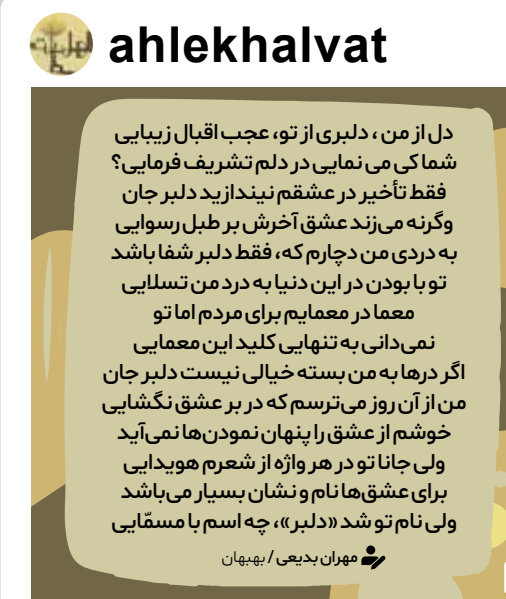 ahlekhalvat
دل از من ، دلبری از تو، عجب اقبال زیبایی
شما کی می نمایی در دلم تشریف فرمایی؟
فقط تأخیر در عشقم نیندازید دلبر جان
وگرنه می‌زند عشق آخرش بر طبل رسوایی
به دردی من دچارم که، فقط دلبر شفا باشد
تو با بودن در این دنیا به درد من تسلایی
معما در معمایم برای مردم اما تو
نمی‌دانی به تنهایی کلید این معمایی
اگر درها به من بسته خیالی نیست دلبر جان
من از آن روز می‌ترسم که در بر عشق نگشایی
خوشم از عشق را پنهان نمودن‌ها نمی‌آید
ولی جانا تو در هر واژه از شعرم هویدایی
برای عشق‌ها نام و نشان بسیار می‌باشد
ولی نام تو شد «دلبر»، چه اسم با مسمّایی
مهران بدیعی / بهبهان